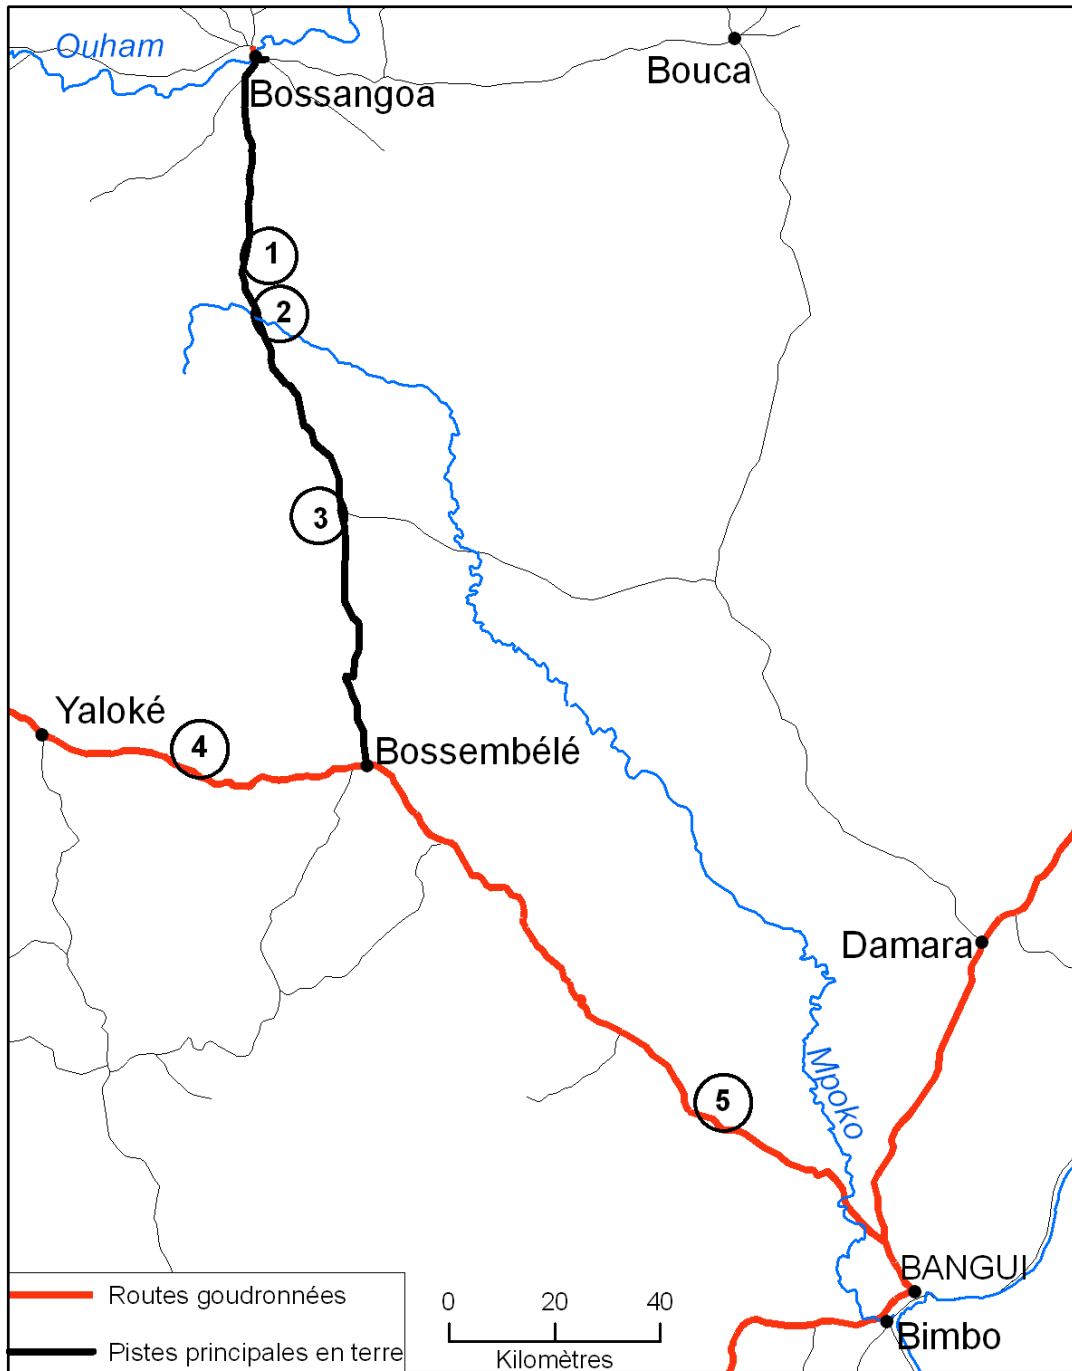 Ouham
Bouca
Bossangoa
1
2
3
Yaloké
4
Bossembélé
Damara
Mpoko
5
BANGUI
Routes goudronnées
0 20 40
Bimbo
Pistes principales en terre
Kilomètres